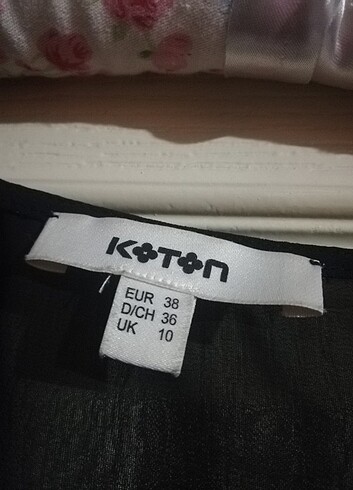 KOTON
EUR 38
D/CH 36
UK 10